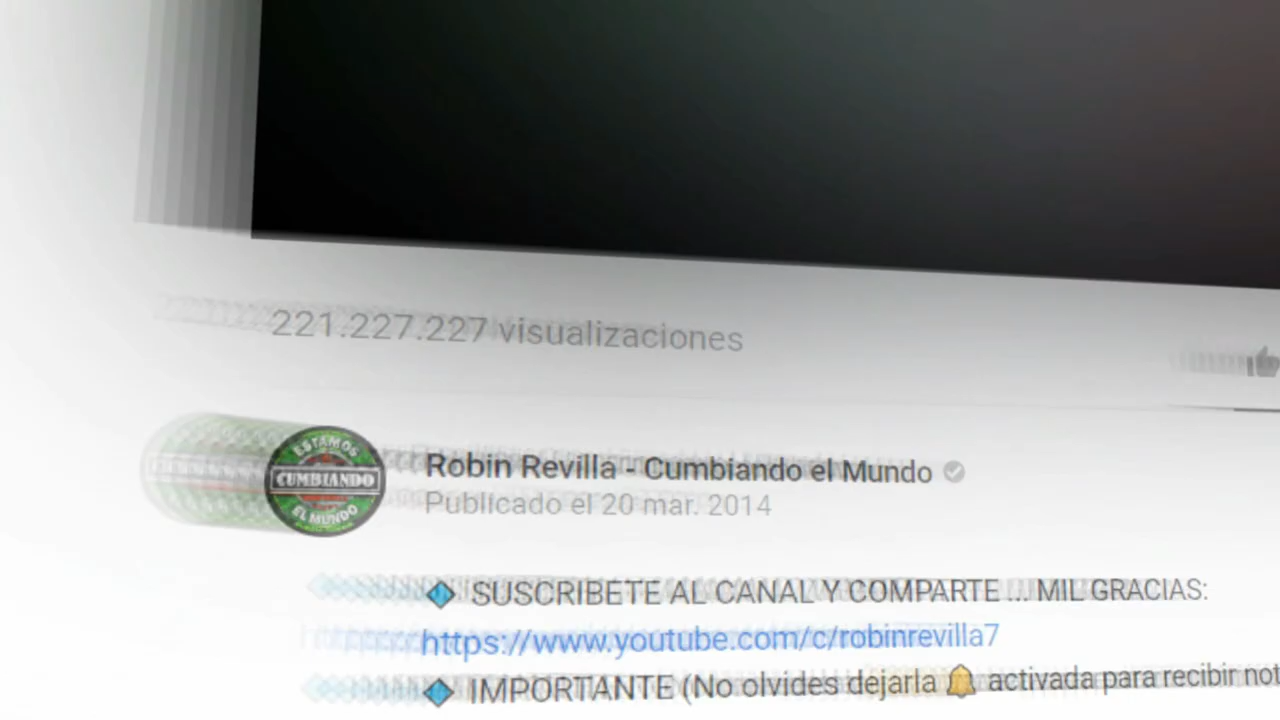 221.227.227 visualizaciones
ESTAMOS
CUMBIANDO
EL MUNDO
Robin Revilla - Cumbiando el Mundo
Publicado el 20 mar. 2014
SUSCRIBETE AL CANAL Y COMPARTE ... MIL GRACIAS:
https://www.youtube.com/c/robinrevilla7
IMPORTANTE (No olvides dejarla 🔔 activada para recibir not